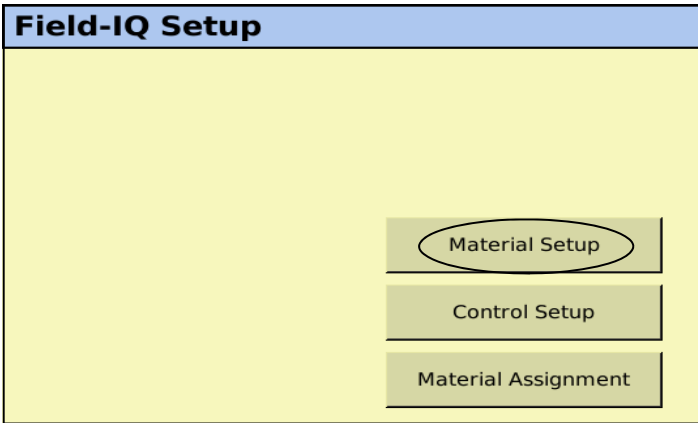 Field-IQ Setup
Material Setup
Control Setup
Material Assignment